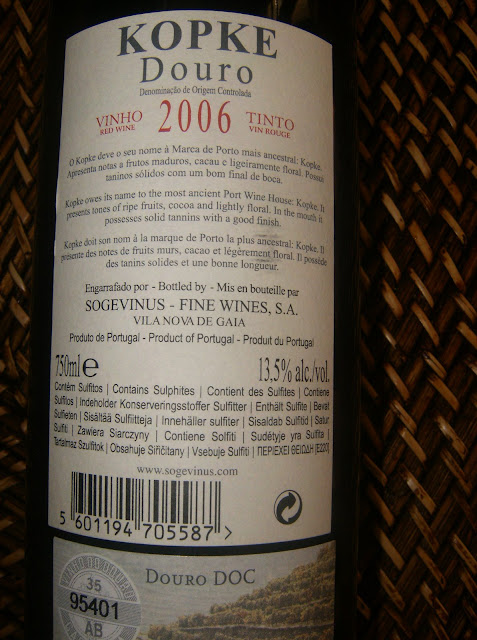 KOPKE
Douro
Denominação de Origem Controlada
VINHO 2006 TINTO
RED WINE VIN ROUGE
O Kopke deve o seu nome à Marca de Porto mais ancestral: Kopke.
Apresenta notas a frutos maduros, cacau e ligeiramente floral. Possui
taninos sólidos com um bom final de boca.
Kopke owes its name to the most ancient Port Wine House: Kopke. It
presents tones of ripe fruits, cocoa and lightly floral. In the mouth it
possesses solid tannins with a good finish.
Kopke doit son nom à la marque de Porto la plus ancestral: Kopke. Il
présente des notes de fruits murs, cacao et légèrement floral. Il possède
des tanins solides et une bonne longueur.
Engarrafado por - Bottled by - Mis en bouteille par
SOGEVINUS - FINE WINES, S.A.
VILA NOVA DE GAIA
Produto de Portugal - Product of Portugal - Produit du Portugal
750ml e 13,5% alc./vol.
Contém Sulfitos | Contains Sulphites | Contient des Sulfites | Contiene
Sulfitos | Indeholder Konserveringsstoffer Sulfitter | Enthält Sulfite | Bevat
Sulfieten | Sisältää Sulfiitteja | Innehåller sulfiter | Sisaldab Sulfitid | Satur
Sulfiti | Zawiera Siarczyny | Contiene Solfiti | Sudėtyje yra Sulfita |
Tartalmaz Szulfitok | Obsahuje Siřičitany | Vsebuje Sulfiti | ΠΕΡΙΕΧΕΙ ΘΕΙΩΔΗ [E220]
www.sogevinus.com
5 601194 705587 >
DOURO DOC
35
95401
AB